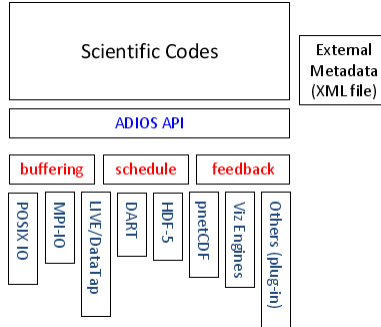 Scientific Codes
External
Metadata
(XML file)
ADIOS API
buffering
schedule
feedback
POSIX IO
MPI-IO
LIVE/DataTap
DART
HDF-5
pnetCDF
Viz Engines
Others (plug-in)